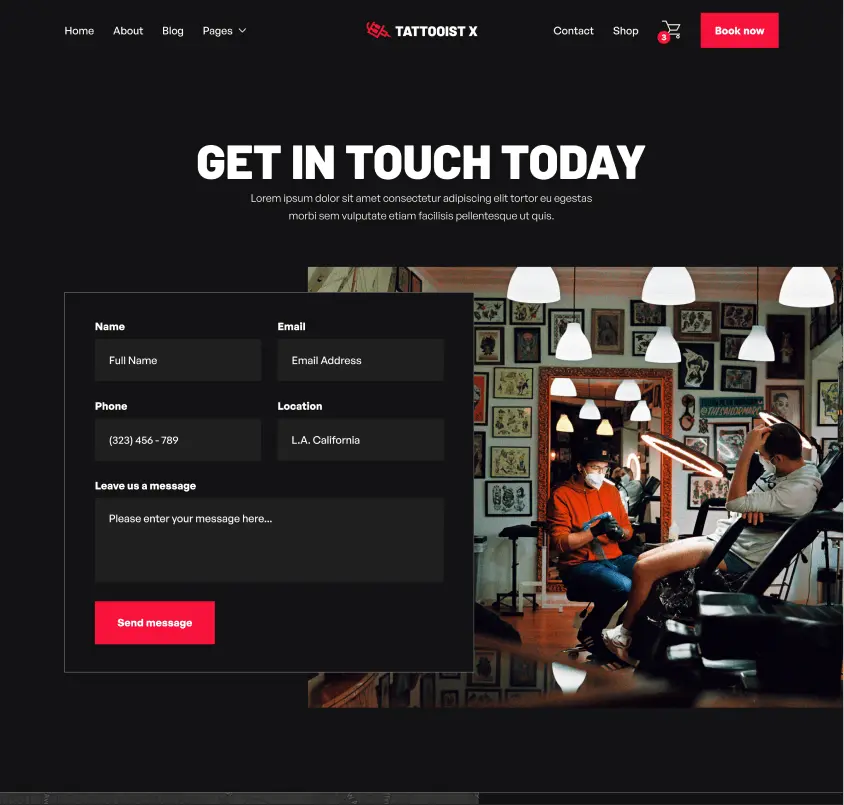 Home About Blog Pages TATTOOIST X Contact Shop 3 Book now
GET IN TOUCH TODAY
Lorem ipsum dolor sit amet consectetur adipiscing elit tortor eu egestas
morbi sem vulputate etiam facilisis pellentesque ut quis.
Name Email
Full Name Email Address
Phone Location
(323) 456 - 789 L.A. California
Leave us a message
Please enter your message here...
Send message
@THETAILORMADE